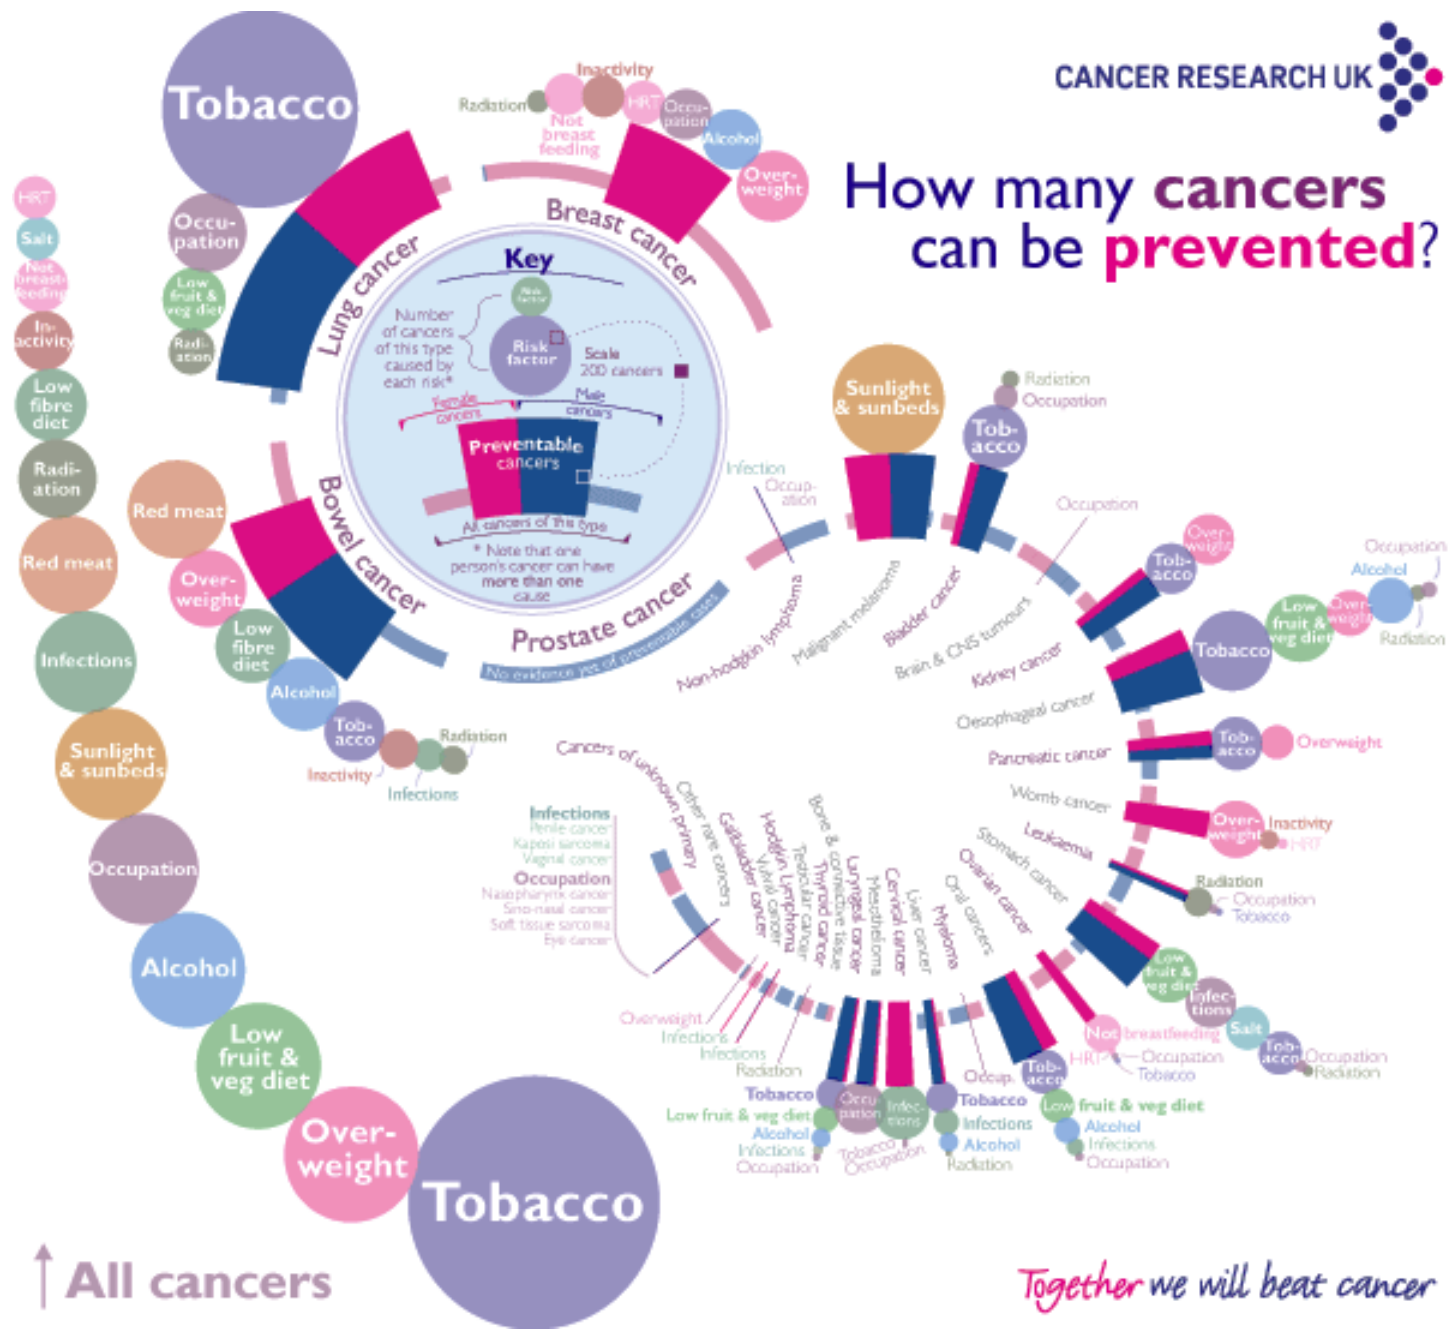 CANCER RESEARCH UK
How many cancers
can be prevented?
Tobacco
Occu-
pation
Low
fruit &
veg diet
Radi-
ation
Lung cancer
Radiation
Not
breast
feeding
Inactivity
HRT
Occu-
pation
Alcohol
Over-
weight
Breast cancer
Key
Number
of cancers
of this type
caused by
each risk*
Risk
factor
Risk
factor
Scale
200 cancers
Female
cancers
Male
cancers
Preventable
cancers
All cancers of this type
* Note that one
person's cancer can have
more than one
cause
Bowel cancer
Red meat
Over-
weight
Low
fibre
diet
Alcohol
Tob-
acco
Inactivity
Infections
Radiation
Prostate cancer
No evidence yet of preventable cases
HRT
Salt
Not
breast-
feeding
In-
activity
Low
fibre
diet
Radi-
ation
Red meat
Infections
Sunlight
& sunbeds
Occupation
Alcohol
Low
fruit &
veg diet
Over-
weight
Tobacco
All cancers
Infection
Occup-
ation
Non-hodgkin lymphoma
Sunlight
& sunbeds
Malignant melanoma
Radiation
Occupation
Tob-
acco
Bladder cancer
Occupation
Brain & CNS tumours
Over-
weight
Tob-
acco
Kidney cancer
Tobacco
Low
fruit &
veg diet
Over-
weight
Alcohol
Occupation
Radiation
Oesophageal cancer
Tob-
acco
Overweight
Pancreatic cancer
Over-
weight
Inactivity
HRT
Womb cancer
Radiation
Occupation
Tobacco
Leukaemia
Low
fruit &
veg diet
Infec-
tions
Salt
Tob-
acco
Occupation
Radiation
Stomach cancer
Not breastfeeding
HRT
Occupation
Tobacco
Ovarian cancer
Tob-
acco
Low fruit & veg diet
Alcohol
Infections
Occupation
Oral cancers
Occup.
Myeloma
Tobacco
Infections
Alcohol
Radiation
Liver cancer
Infec-
tions
Tobacco
Occupation
Cervical cancer
Occu-
pation
Mesothelioma
Tobacco
Low fruit & veg diet
Alcohol
Infections
Occupation
Laryngeal cancer
Bone & connective tissue
Radiation
Thyroid cancer
Testicular cancer
Infections
Vulval cancer
Infections
Hodgkin Lymphoma
Overweight
Gallbladder cancer
Other rare cancers
Infections
Penile cancer
Kaposi sarcoma
Vaginal cancer
Occupation
Nasopharynx cancer
Sino-nasal cancer
Soft tissue sarcoma
Eye cancer
Cancers of unknown primary
Together we will beat cancer